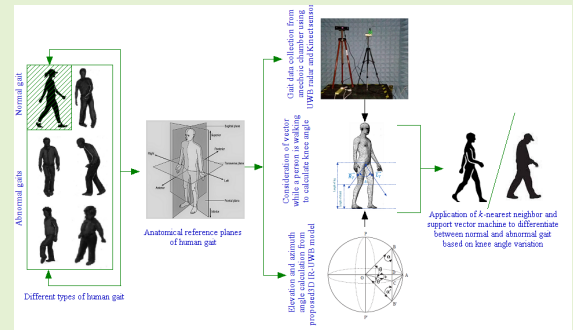 Normal gait
Abnormal gaits
Different types of human gait
Anatomical reference planes
of human gait
Gait data collection from
anechoic chamber using
UWB radar and Kinect sensor
Consideration of vector
while a person is walking
to calculate knee angle
Elevation and azimuth
angle calculation from
proposed3D IR-UWB model
Application of k-nearest neighbor and
support vector machine to differentiate
between normal and abnormal gait
based on knee angle variation